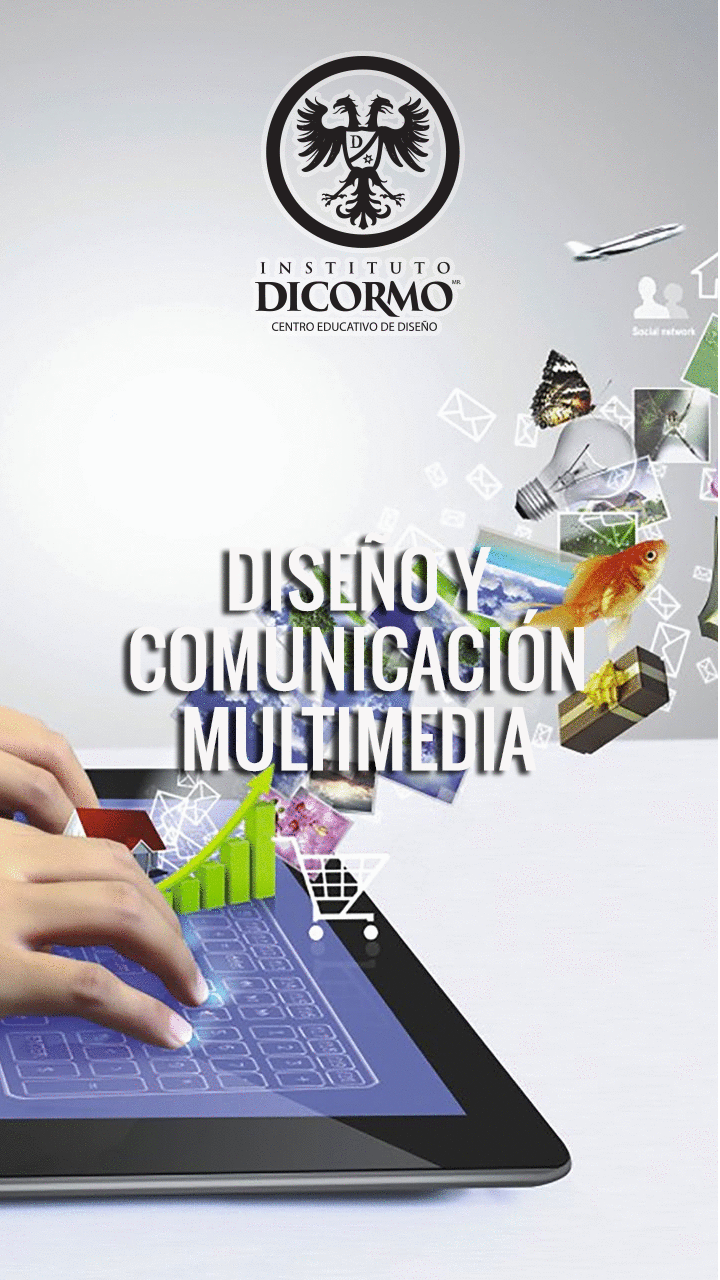 D
INSTITUTO
DICORMO MR
CENTRO EDUCATIVO DE DISEÑO
Social network
DISEÑO Y
COMUNICACIÓN
MULTIMEDIA